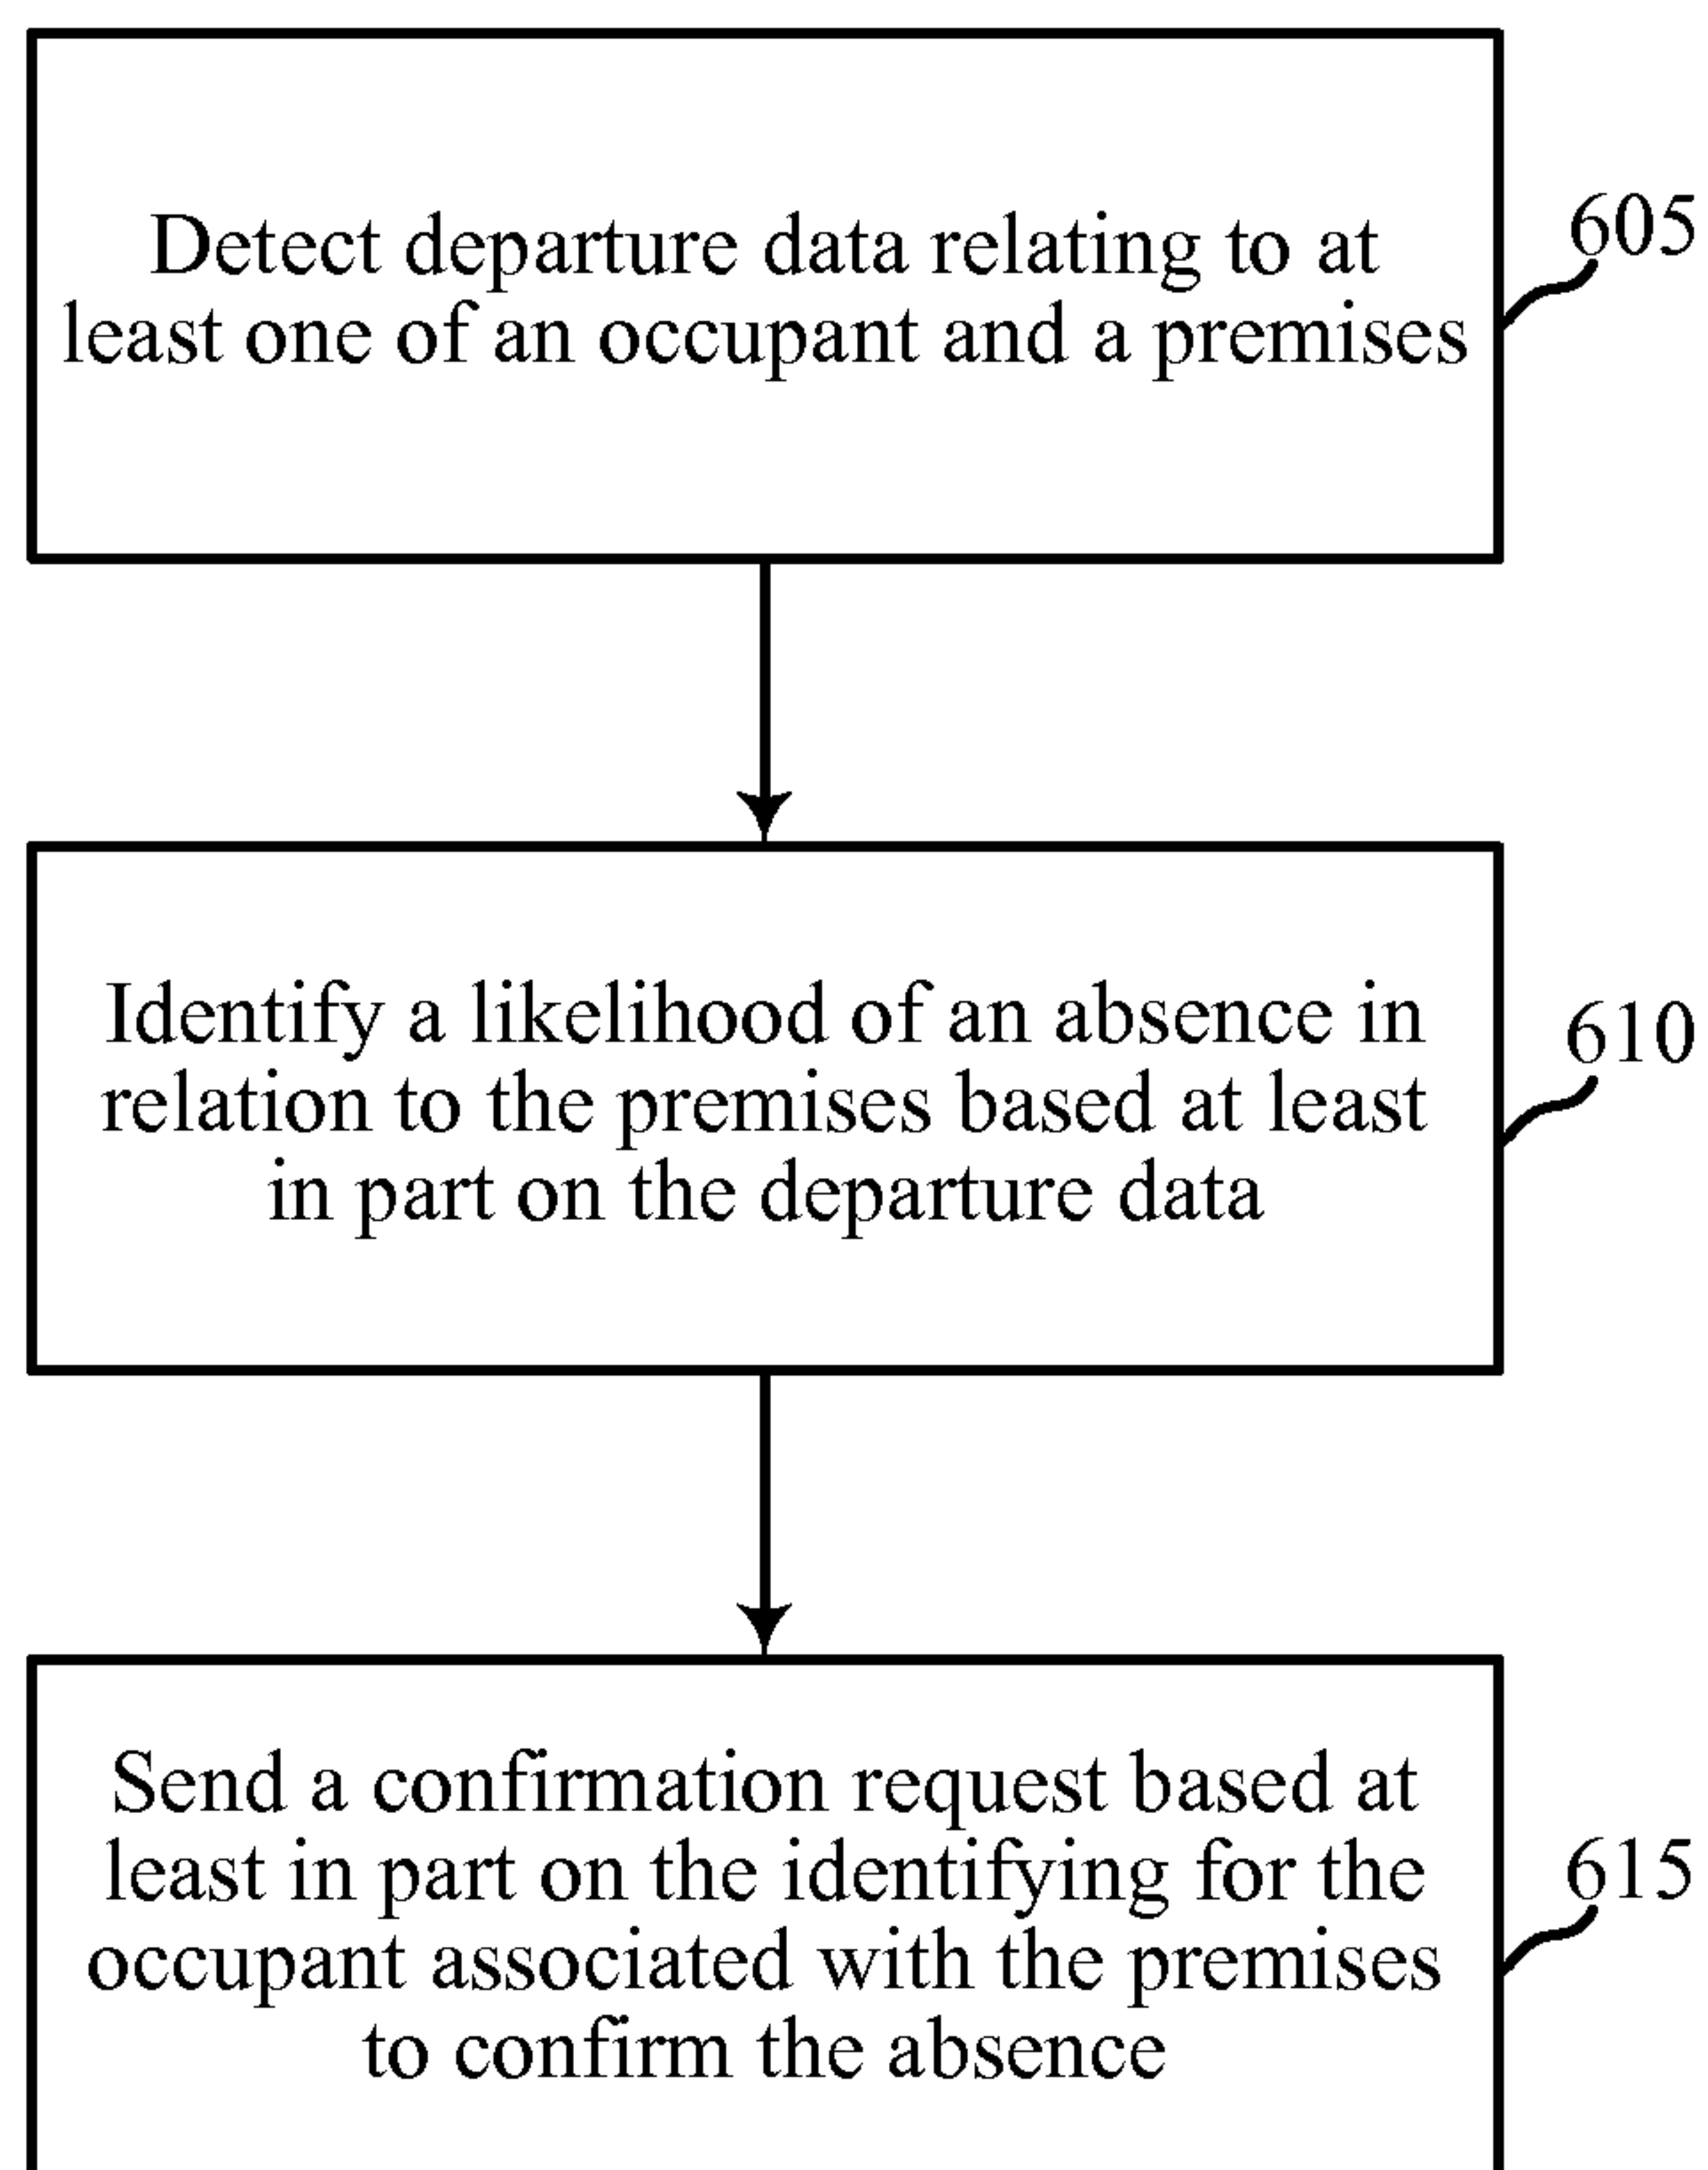 Detect departure data relating to at
least one of an occupant and a premises
605
Identify a likelihood of an absence in
relation to the premises based at least
in part on the departure data
610
Send a confirmation request based at
least in part on the identifying for the
occupant associated with the premises
to confirm the absence
615